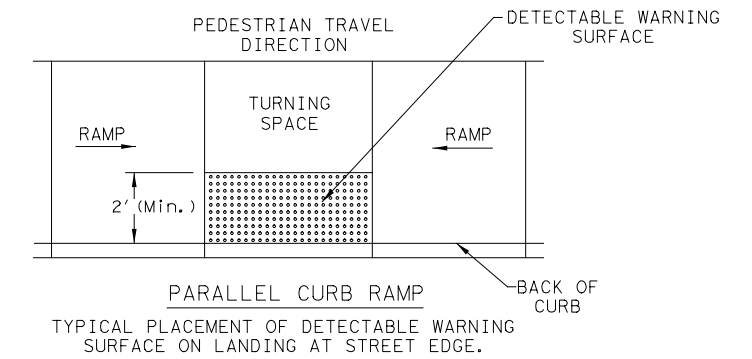 PEDESTRIAN TRAVEL
DIRECTION
DETECTABLE WARNING
SURFACE
TURNING
SPACE
RAMP
RAMP
2' (Min.)
BACK OF
CURB
PARALLEL CURB RAMP
TYPICAL PLACEMENT OF DETECTABLE WARNING
SURFACE ON LANDING AT STREET EDGE.